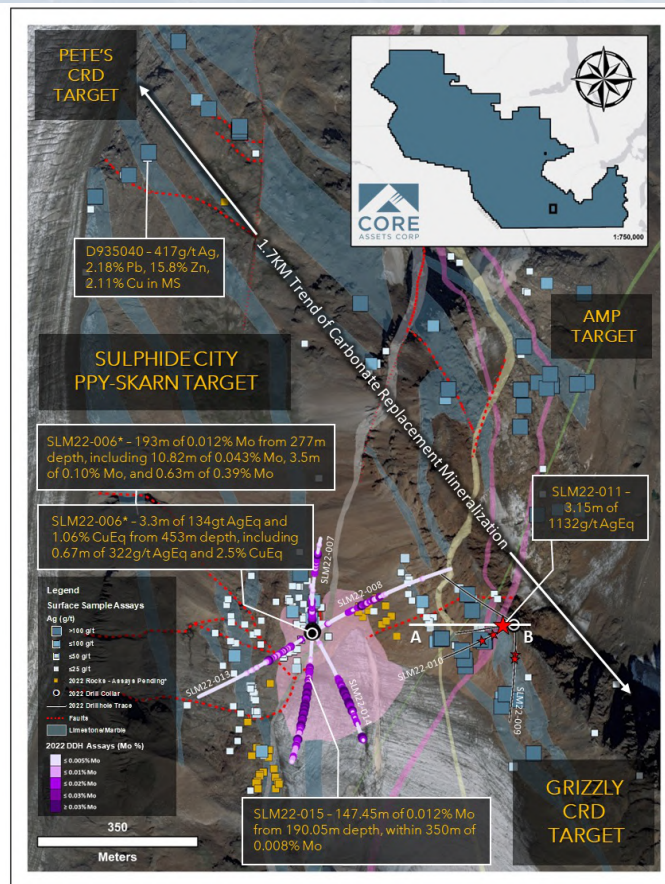 PETE'S
CRD
TARGET
CORE
ASSETS CORP
1:750,000
D935040 – 417g/t Ag,
2.18% Pb, 15.8% Zn,
2.11% Cu in MS
1.7KM Trend of Carbonate Replacement Mineralization
AMP
TARGET
SULPHIDE CITY
PPY-SKARN TARGET
SLM22-006* – 193m of 0.012% Mo from 277m
depth, including 10.82m of 0.043% Mo, 3.5m
of 0.10% Mo, and 0.63m of 0.39% Mo
SLM22-011 –
3.15m of
1132g/t AgEq
SLM22-006* – 3.3m of 134gt AgEq and
1.06% CuEq from 453m depth, including
0.67m of 322g/t AgEq and 2.5% CuEq
SLM22-007
SLM22-008
A
B
SLM22-010
SLM22-009
SLM22-013
SLM22-014
Legend
Surface Sample Assays
Ag (g/t)
>100 g/t
≤100 g/t
≤50 g/t
≤25 g/t
2022 Rocks – Assays Pending*
2022 Drill Collar
2022 Drillhole Trace
Faults
Limestone/Marble
2022 DDH Assays (Mo %)
≤ 0.005% Mo
≤ 0.01% Mo
≤ 0.02% Mo
≤ 0.03% Mo
≥ 0.03% Mo
350
Meters
SLM22-015 – 147.45m of 0.012% Mo
from 190.05m depth, within 350m of
0.008% Mo
GRIZZLY
CRD
TARGET